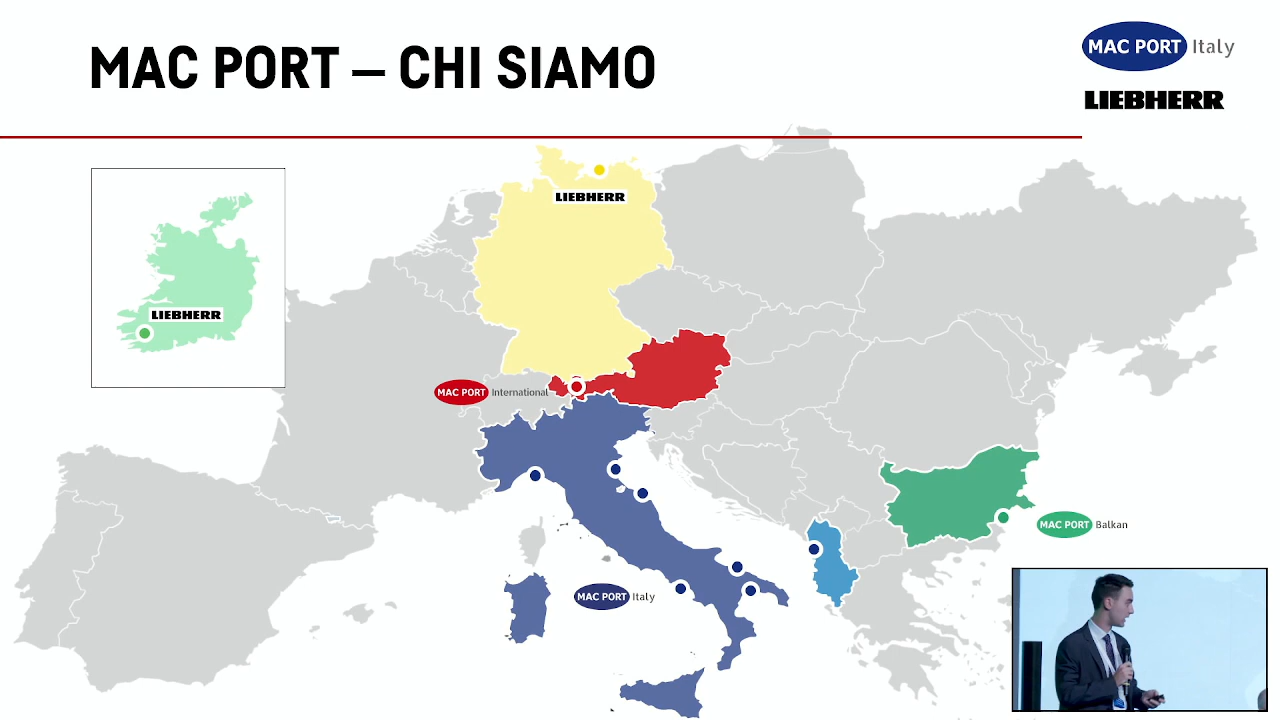 MAC PORT – CHI SIAMO
MAC PORT Italy
LIEBHERR
LIEBHERR
LIEBHERR
MAC PORT International
MAC PORT Balkan
MAC PORT Italy